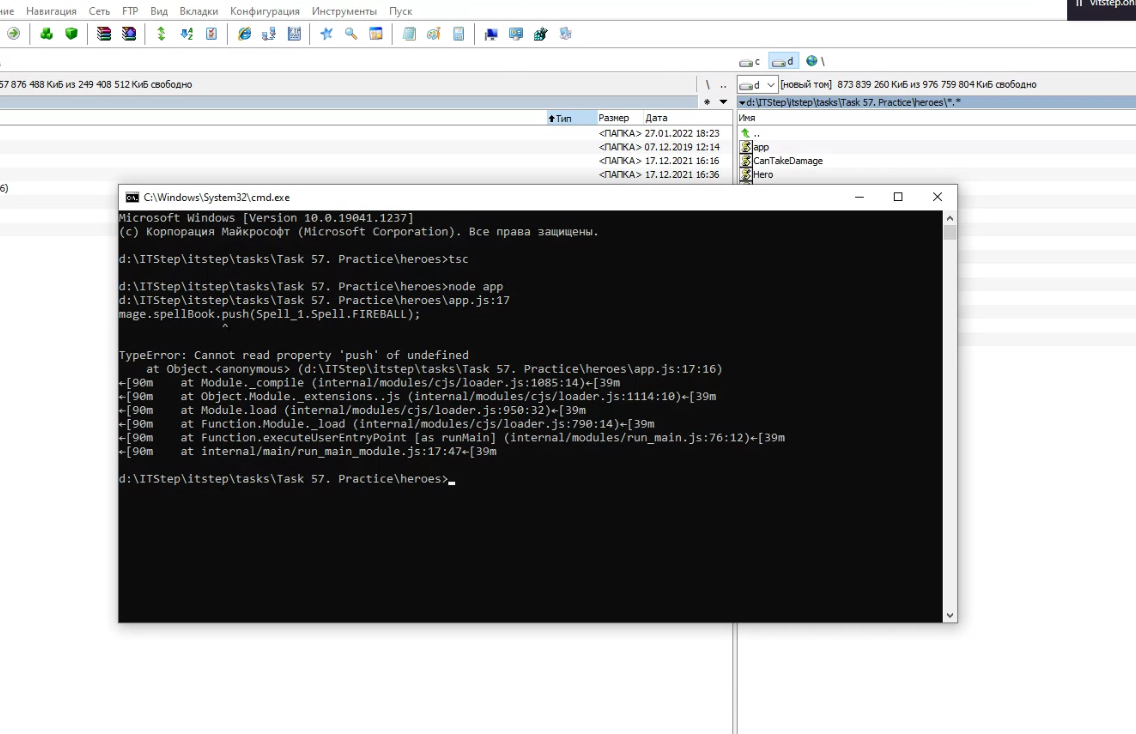 ние Навигация Сеть FTP Вид Вкладки Конфигурация Инструменты Пуск
vitstep.on
c d \
57 876 488 КиБ из 249 408 512 КиБ свободно \ .. d [новый том] 873 839 260 КиБ из 976 759 804 КиБ свободно
* d:\ITStep\itstep\tasks\Task 57. Practice\heroes\*.*
Тип Размер Дата Имя
<ПАПКА> 27.01.2022 18:23 ..
<ПАПКА> 07.12.2019 12:14 app
<ПАПКА> 17.12.2021 16:16 CanTakeDamage
<ПАПКА> 17.12.2021 16:36 Hero
6)
C:\Windows\System32\cmd.exe
Microsoft Windows [Version 10.0.19041.1237]
(c) Корпорация Майкрософт (Microsoft Corporation). Все права защищены.
d:\ITStep\itstep\tasks\Task 57. Practice\heroes>tsc
d:\ITStep\itstep\tasks\Task 57. Practice\heroes>node app
d:\ITStep\itstep\tasks\Task 57. Practice\heroes\app.js:17
mage.spellBook.push(Spell_1.Spell.FIREBALL);
^
TypeError: Cannot read property 'push' of undefined
at Object.<anonymous> (d:\ITStep\itstep\tasks\Task 57. Practice\heroes\app.js:17:16)
←[90m at Module._compile (internal/modules/cjs/loader.js:1085:14)←[39m
←[90m at Object.Module._extensions..js (internal/modules/cjs/loader.js:1114:10)←[39m
←[90m at Module.load (internal/modules/cjs/loader.js:950:32)←[39m
←[90m at Function.Module._load (internal/modules/cjs/loader.js:790:14)←[39m
←[90m at Function.executeUserEntryPoint [as runMain] (internal/modules/run_main.js:76:12)←[39m
←[90m at internal/main/run_main_module.js:17:47←[39m
d:\ITStep\itstep\tasks\Task 57. Practice\heroes>